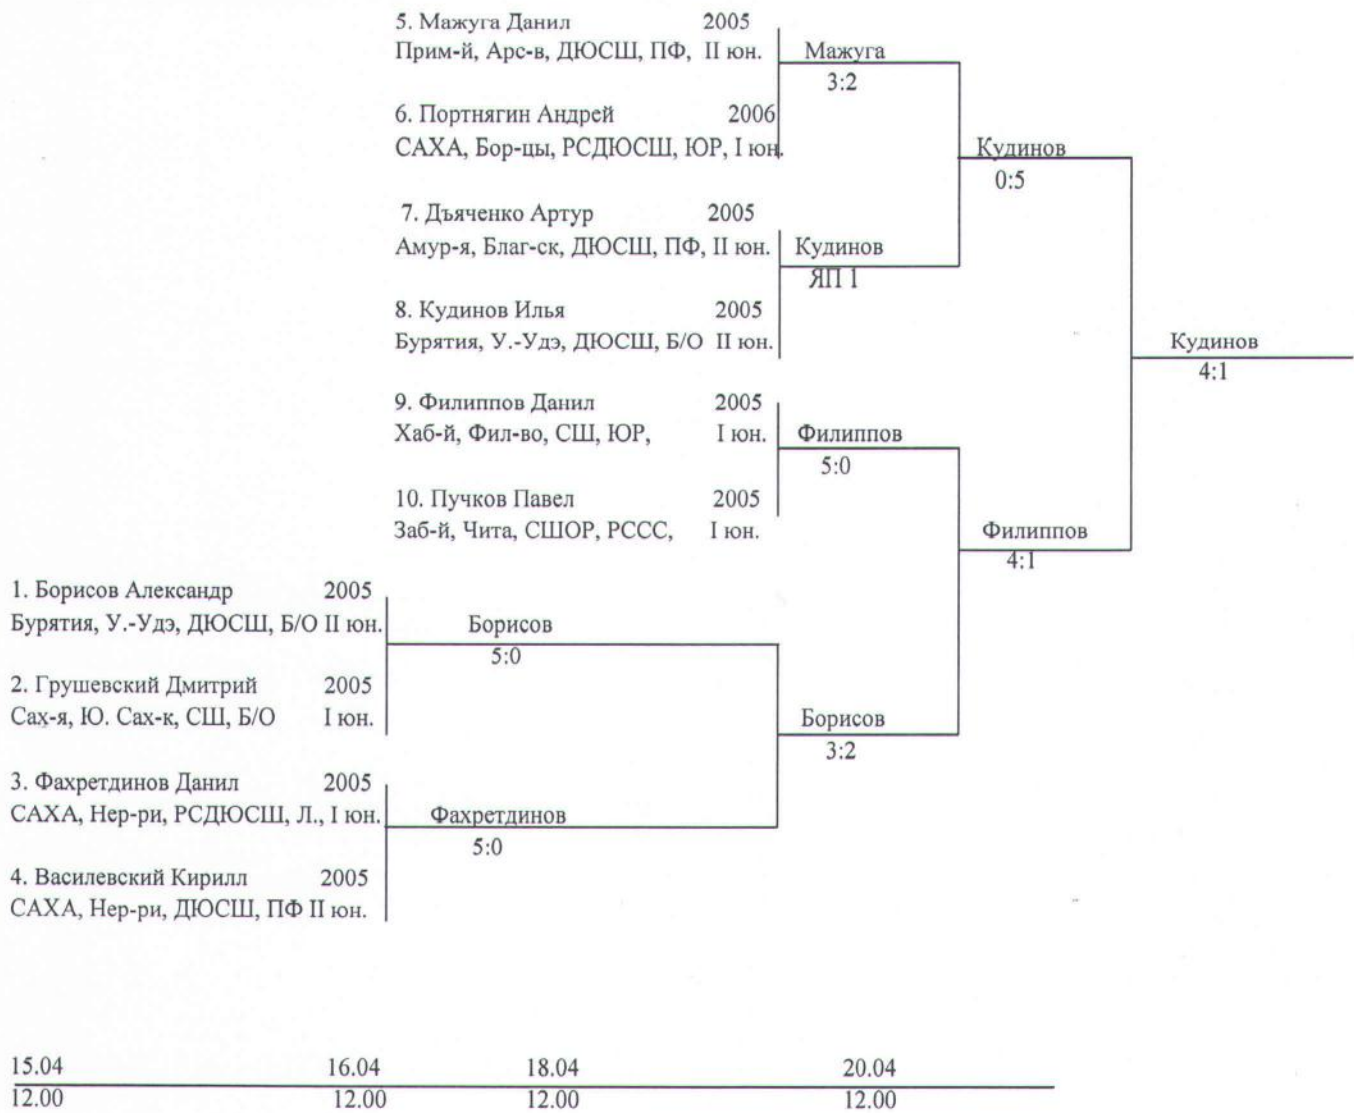 5. Мажуга Данил 2005
Прим-й, Арс-в, ДЮСШ, ПФ, II юн.
Мажуга
3:2
6. Портнягин Андрей 2006
САХА, Бор-цы, РСДЮСШ, ЮР, I юн.
Кудинов
0:5
7. Дъяченко Артур 2005
Амур-я, Благ-ск, ДЮСШ, ПФ, II юн.
Кудинов
ЯП 1
8. Кудинов Илья 2005
Бурятия, У.-Удэ, ДЮСШ, Б/О II юн.
Кудинов
4:1
9. Филиппов Данил 2005
Хаб-й, Фил-во, СШ, ЮР, I юн.
Филиппов
5:0
10. Пучков Павел 2005
Заб-й, Чита, СШОР, РССС, I юн.
Филиппов
4:1
1. Борисов Александр 2005
Бурятия, У.-Удэ, ДЮСШ, Б/О II юн.
Борисов
5:0
2. Грушевский Дмитрий 2005
Сах-я, Ю. Сах-к, СШ, Б/О I юн.
Борисов
3:2
3. Фахретдинов Данил 2005
САХА, Нер-ри, РСДЮСШ, Л., I юн.
Фахретдинов
5:0
4. Василевский Кирилл 2005
САХА, Нер-ри, ДЮСШ, ПФ II юн.
15.04 16.04 18.04 20.04
12.00 12.00 12.00 12.00